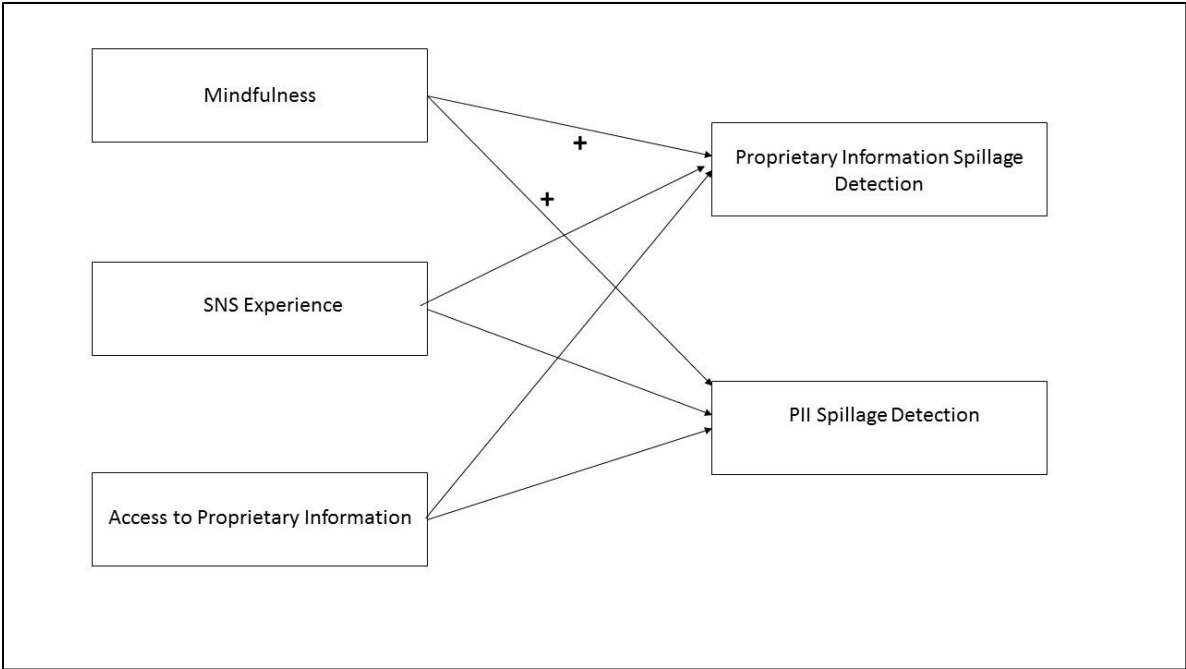 Mindfulness
+
Proprietary Information Spillage
Detection
+
SNS Experience
PII Spillage Detection
Access to Proprietary Information